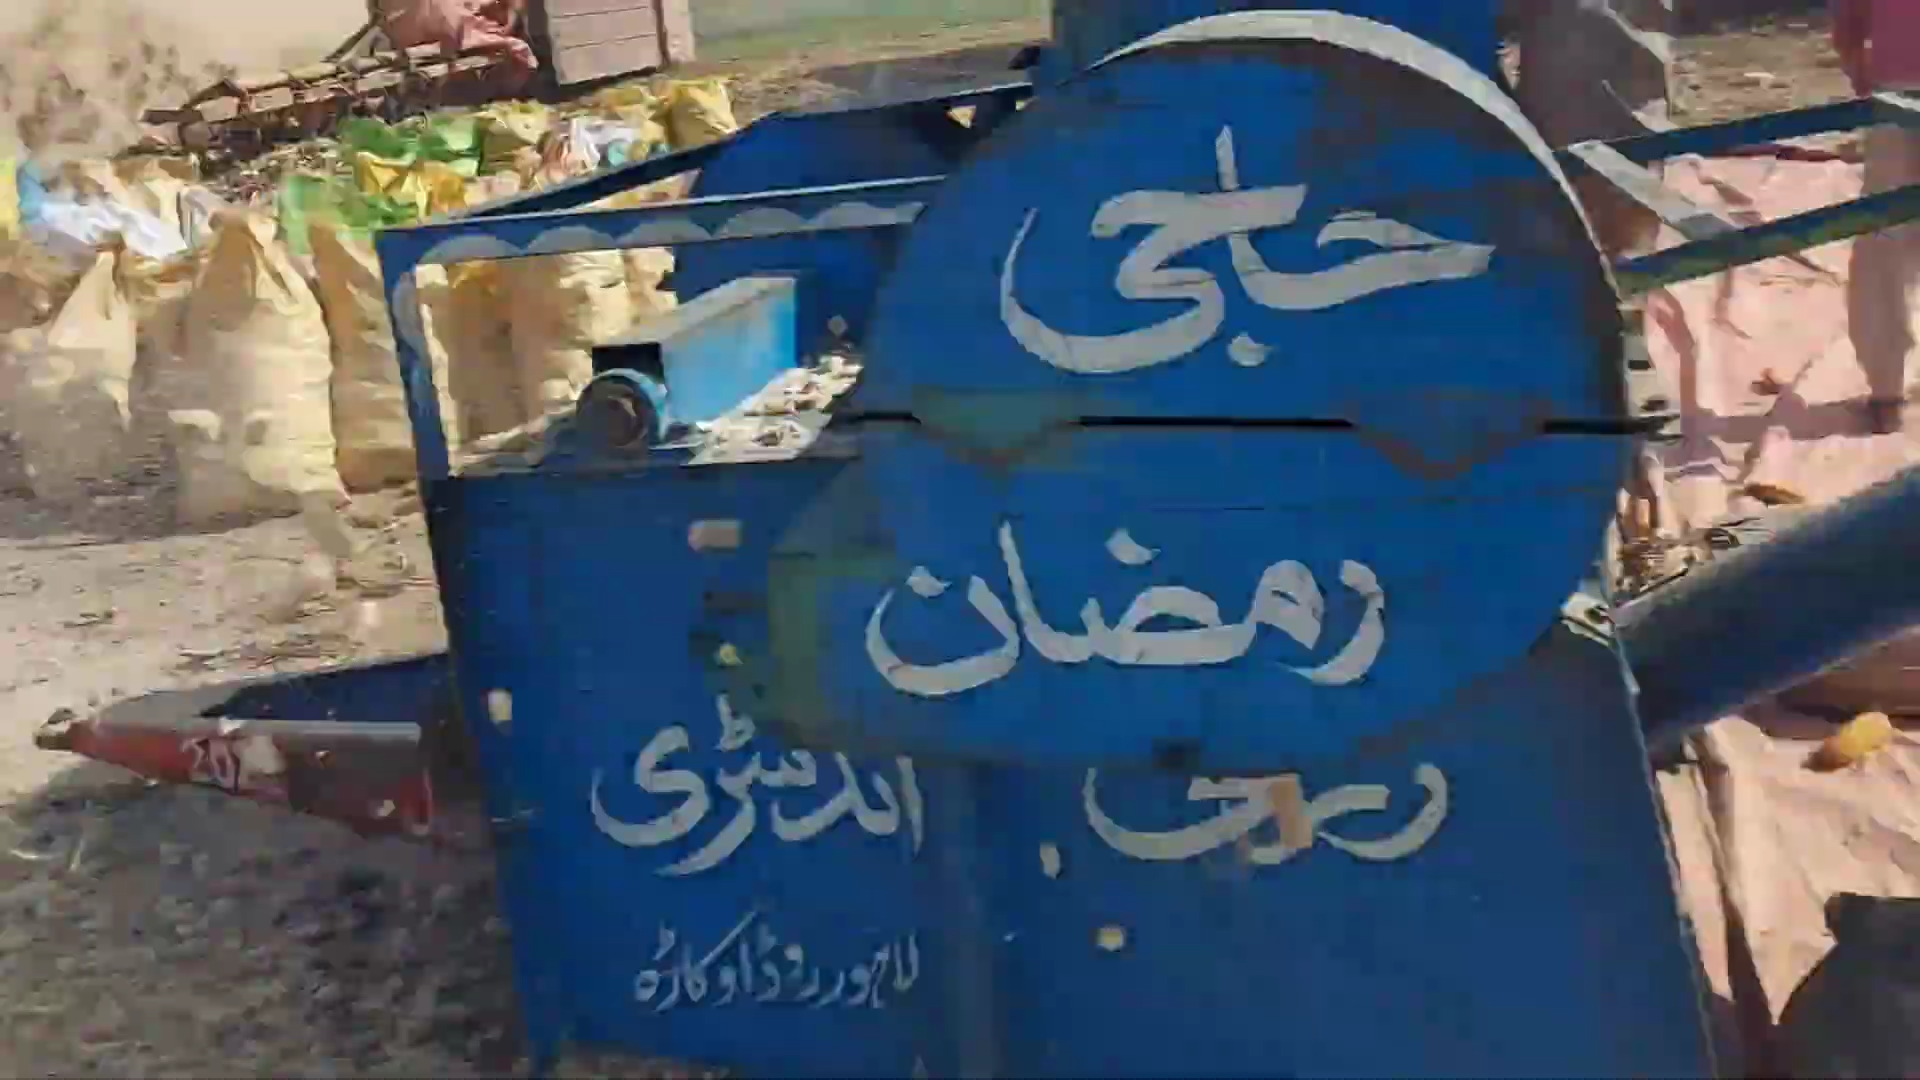 حاجی
رمضان
انڈسٹری
لاہور روڈ اوکاڑہ